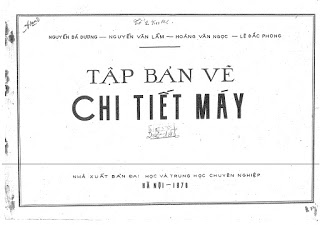 NGUYỄN BÁ DƯƠNG — NGUYỄN VĂN LẪM — HOÀNG VĂN NGỌC — LÊ ĐẮC PHONG
TẬP BẢN VẼ
CHI TIẾT MÁY
NHÀ XUẤT BẢN ĐẠI HỌC VÀ TRUNG HỌC CHUYÊN NGHIỆP
HÀ NỘI — 1978